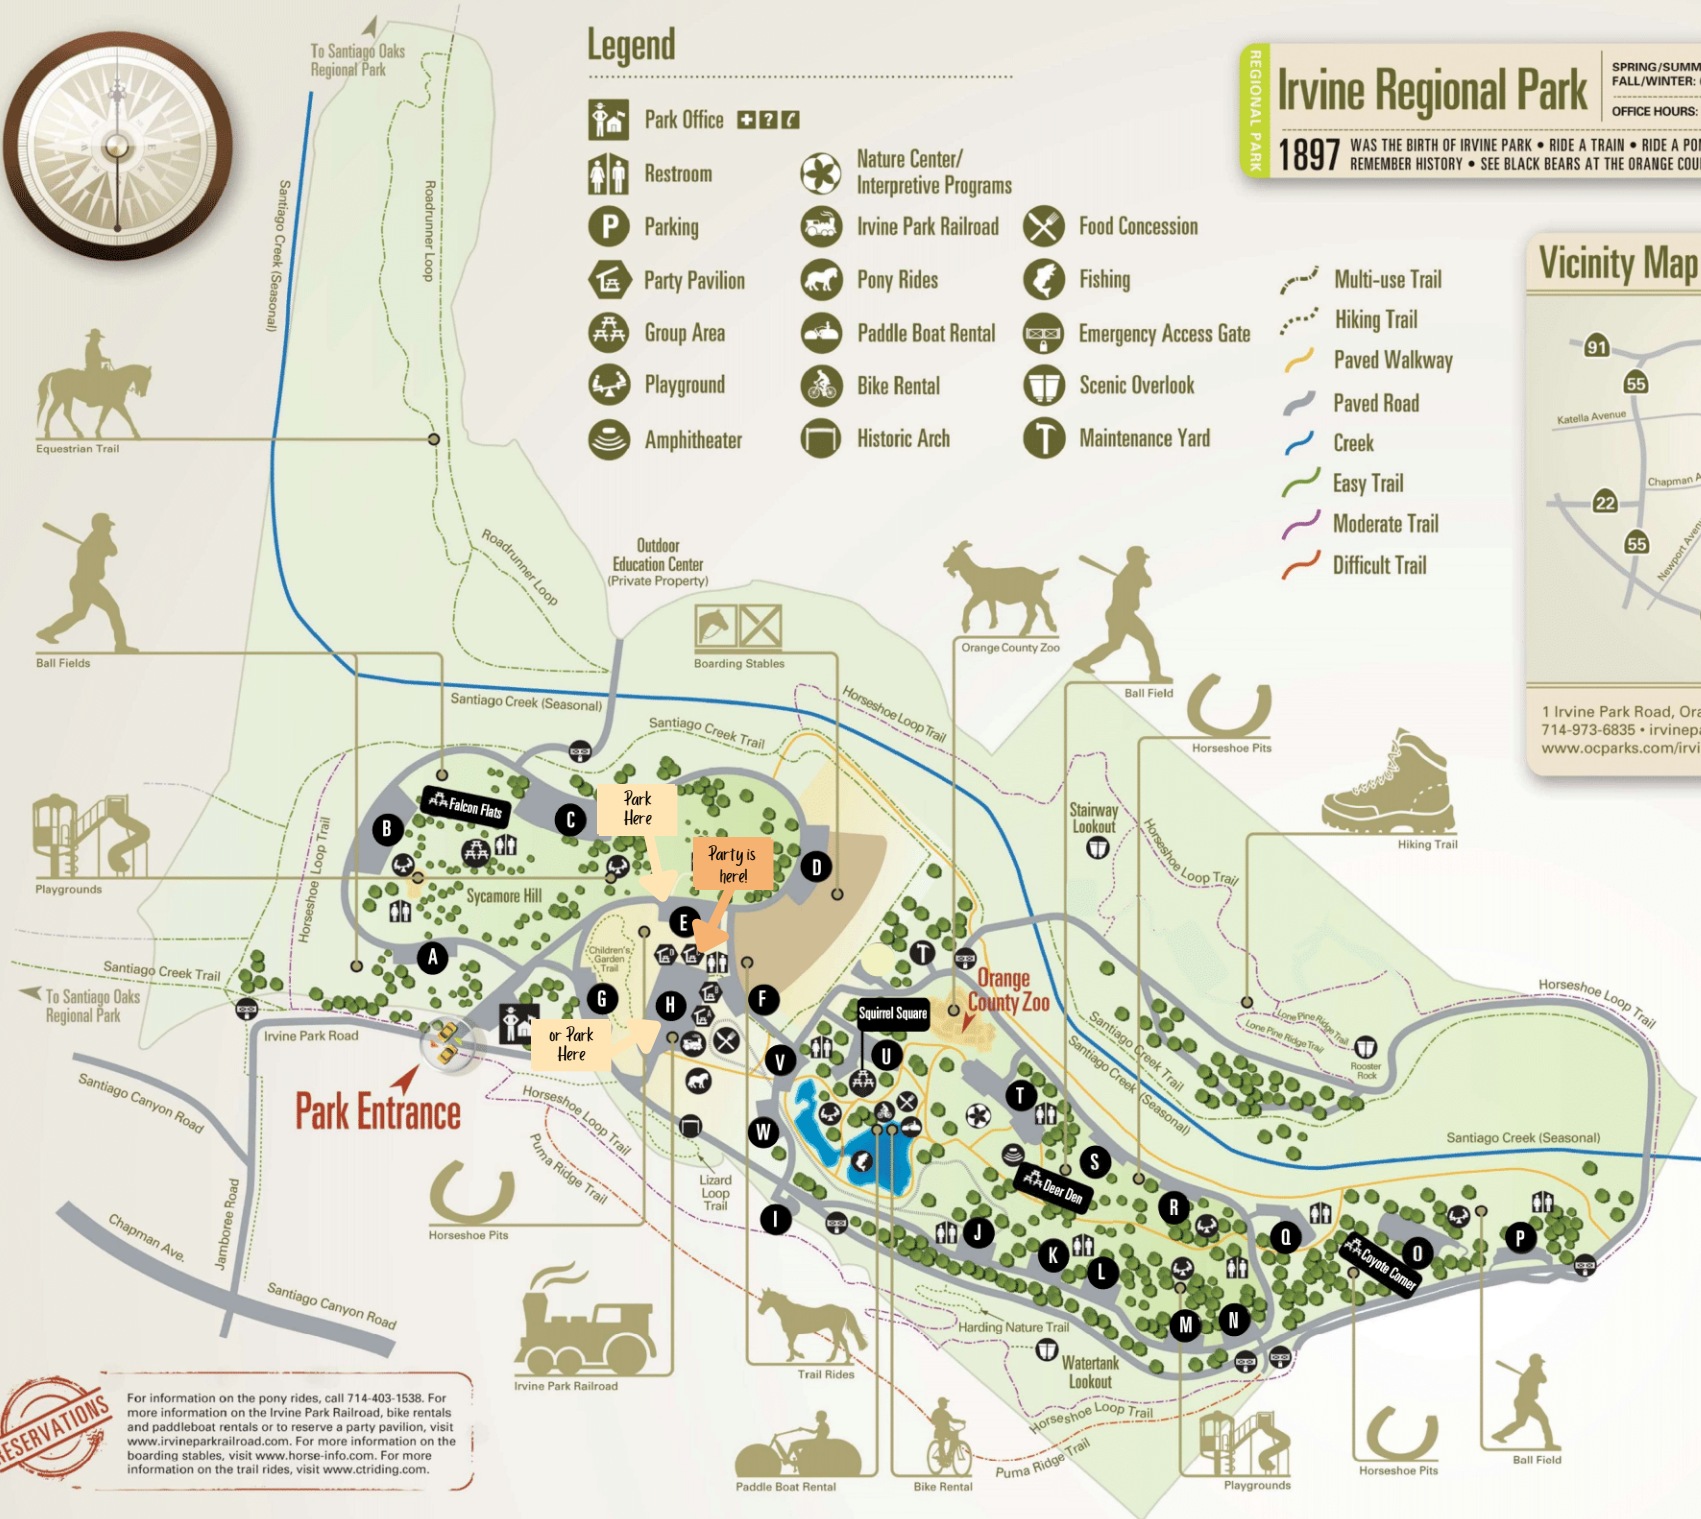 To Santiago Oaks
Regional Park
Legend
Park Office
Restroom
Parking
Party Pavilion
Group Area
Playground
Amphitheater
Nature Center/
Interpretive Programs
Irvine Park Railroad
Pony Rides
Paddle Boat Rental
Bike Rental
Historic Arch
Food Concession
Fishing
Emergency Access Gate
Scenic Overlook
Maintenance Yard
Multi-use Trail
Hiking Trail
Paved Walkway
Paved Road
Creek
Easy Trail
Moderate Trail
Difficult Trail
REGIONAL PARK
Irvine Regional Park
SPRING/SUMM
FALL/WINTER:
OFFICE HOURS:
1897
WAS THE BIRTH OF IRVINE PARK • RIDE A TRAIN • RIDE A PON
REMEMBER HISTORY • SEE BLACK BEARS AT THE ORANGE COU
Vicinity Map
91
55
Katella Avenue
Chapman A
22
55
Newport Aven
1 Irvine Park Road, Ora
714-973-6835 • irvinepa
www.ocparks.com/irvi
Santiago Creek (Seasonal)
Roadrunner Loop
Equestrian Trail
Roadrunner Loop
Outdoor
Education Center
(Private Property)
Ball Fields
Boarding Stables
Orange County Zoo
Ball Field
Horseshoe Pits
Hiking Trail
Santiago Creek (Seasonal)
Santiago Creek Trail
Horseshoe Loop Trail
Stairway
Lookout
Horseshoe Loop Trail
Playgrounds
Horseshoe Loop Trail
B
Falcon Flats
C
Park
Here
Party is
here!
D
Sycamore Hill
E
A
Children's
Garden
Trail
G
H
F
or Park
Here
Santiago Creek Trail
To Santiago Oaks
Regional Park
Irvine Park Road
Park Entrance
Squirrel Square
Orange
County Zoo
Horseshoe Loop Trail
Lone Pine Ridge Trail
Lone Pine Ridge Trail
Rooster
Rock
Santiago Creek Trail
Santiago Creek (Seasonal)
Santiago Creek (Seasonal)
V
U
T
W
S
Deer Den
R
I
J
K
L
M
N
Q
Coyote Corner
O
P
Santiago Canyon Road
Horseshoe Loop Trail
Puma Ridge Trail
Lizard
Loop
Trail
Jamboree Road
Chapman Ave.
Santiago Canyon Road
Horseshoe Pits
Irvine Park Railroad
Trail Rides
Harding Nature Trail
Watertank
Lookout
Horseshoe Loop Trail
Puma Ridge Trail
Paddle Boat Rental
Bike Rental
Playgrounds
Horseshoe Pits
Ball Field
RESERVATIONS
For information on the pony rides, call 714-403-1538. For
more information on the Irvine Park Railroad, bike rentals
and paddleboat rentals or to reserve a party pavilion, visit
www.irvineparkrailroad.com. For more information on the
boarding stables, visit www.horse-info.com. For more
information on the trail rides, visit www.ctriding.com.